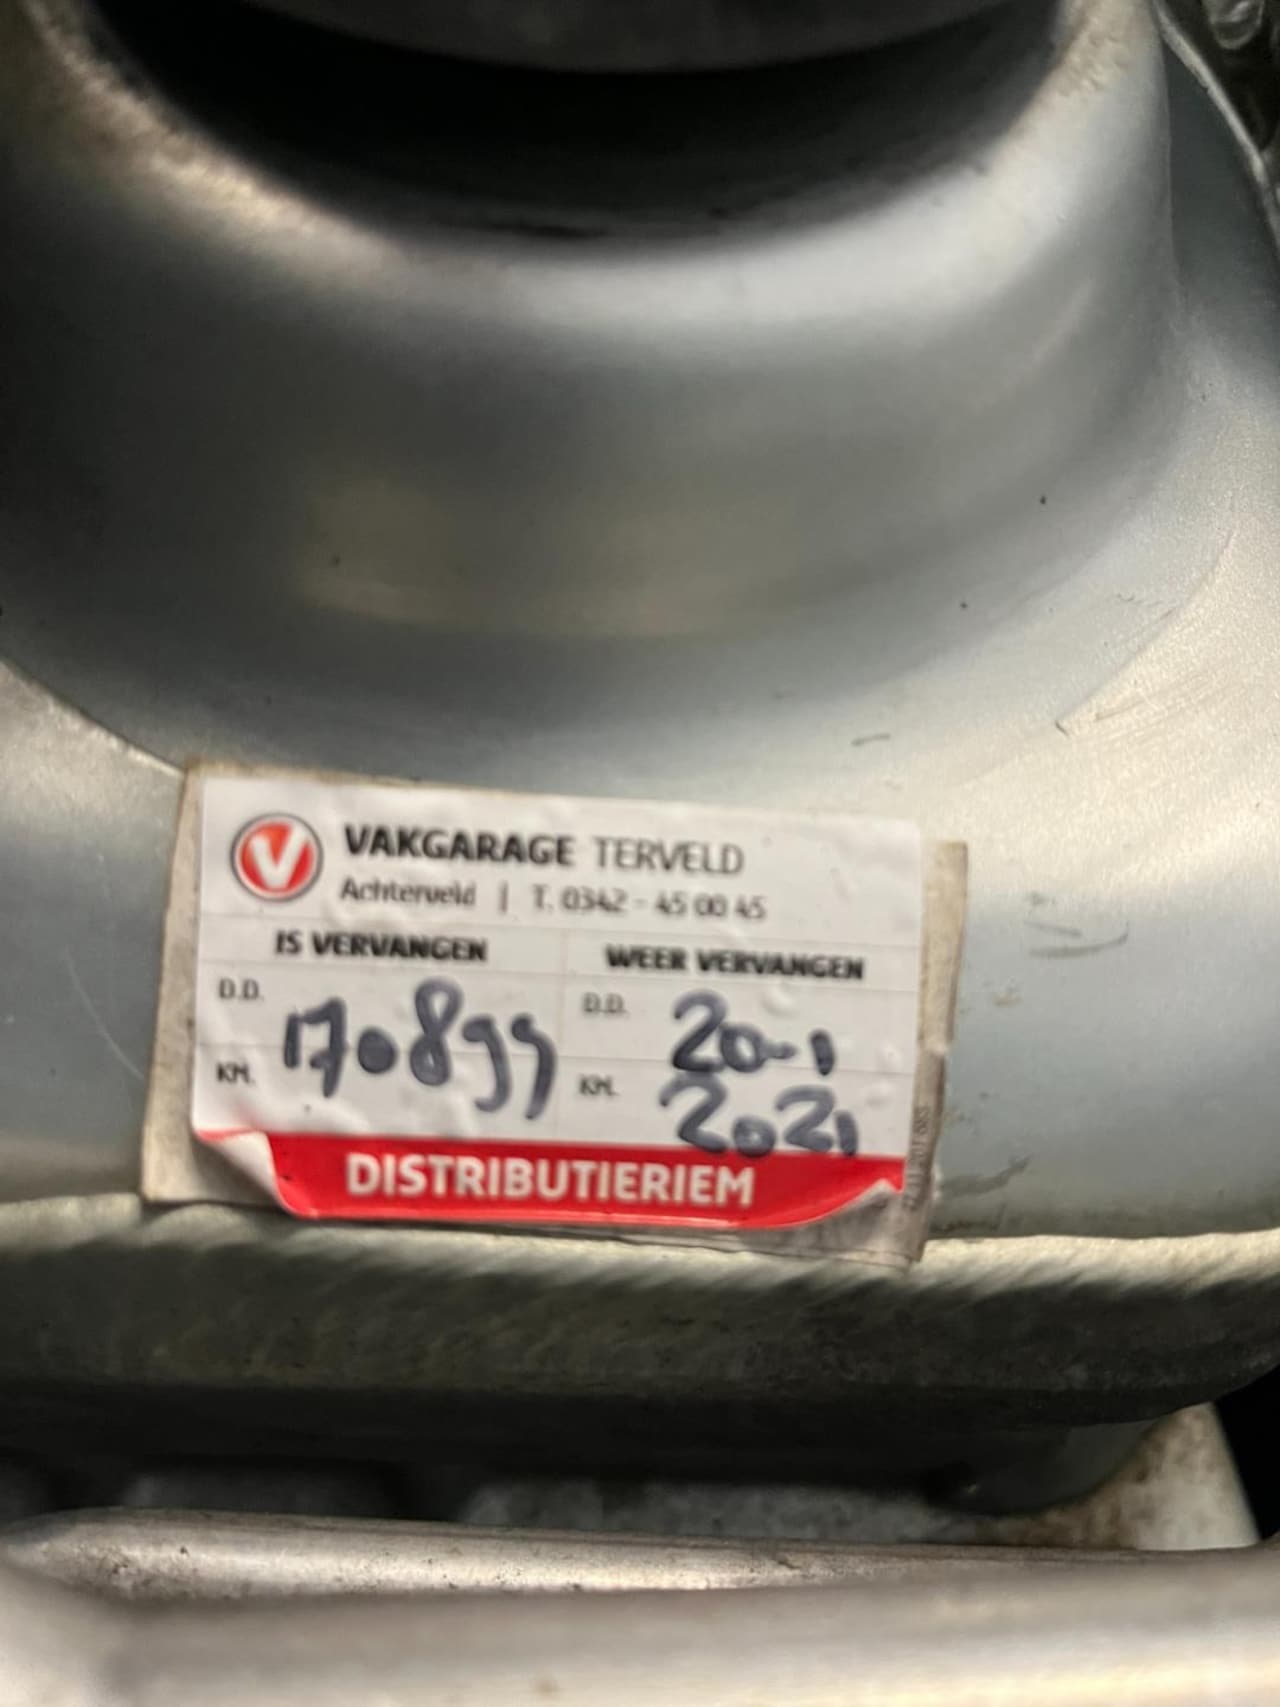 VAKGARAGE TERVELD
Achterveld | T. 0342 - 45 00 45
IS VERVANGEN WEER VERVANGEN
D.D. D.D. 20-1
KM. 170899 KM. 2021
DISTRIBUTIERIEM